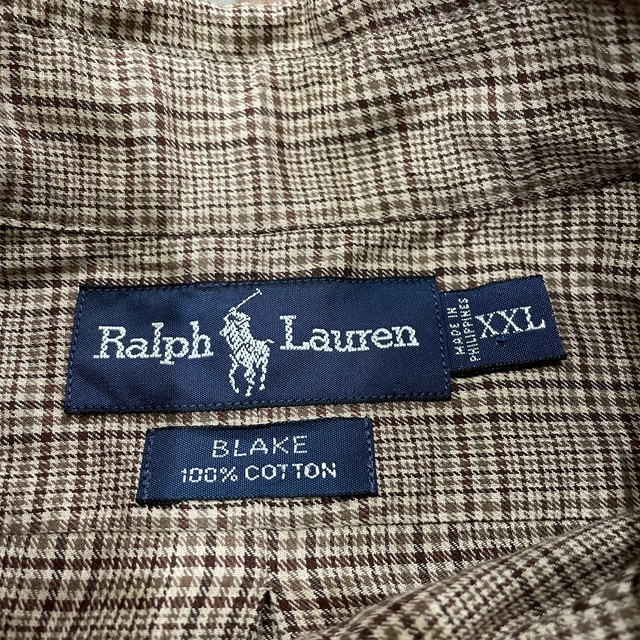 Ralph Lauren
MADE IN
PHILIPPINES
XXL
BLAKE
100% COTTON